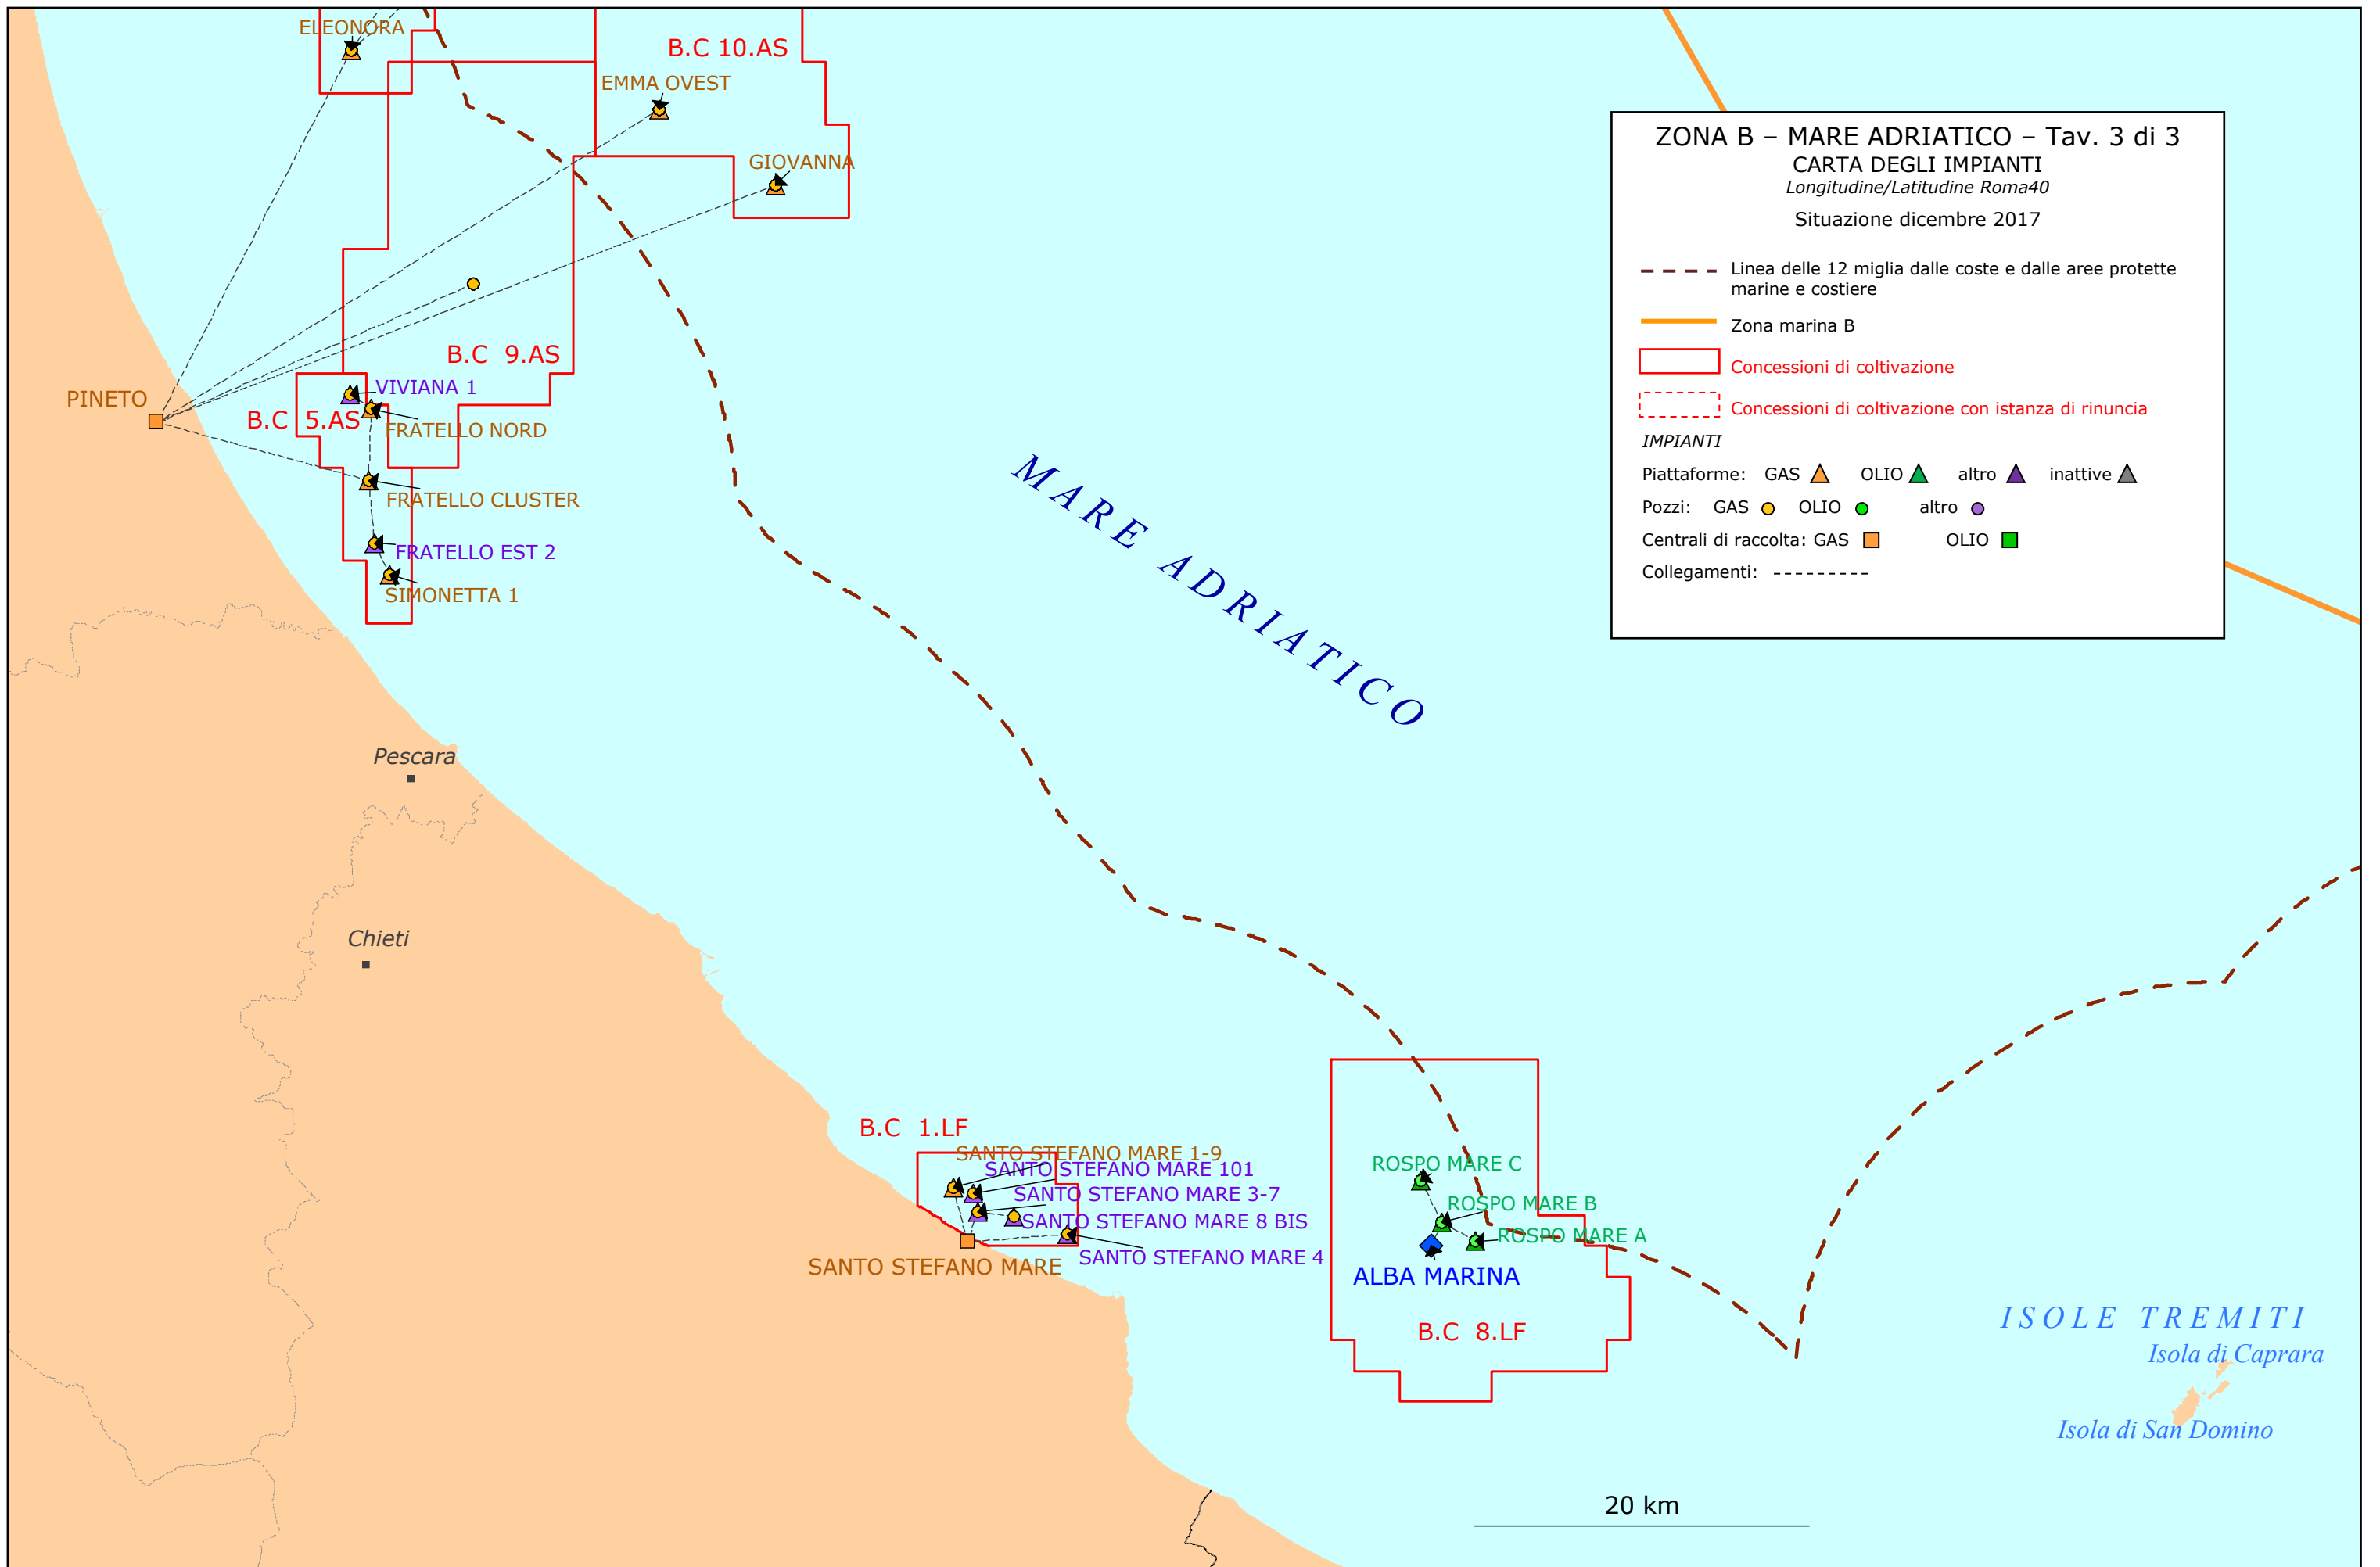 ELEONORA
B.C 10.AS
EMMA OVEST
GIOVANNA
B.C 9.AS
PINETO
VIVIANA 1
B.C 5.AS
FRATELLO NORD
FRATELLO CLUSTER
FRATELLO EST 2
SIMONETTA 1
ZONA B – MARE ADRIATICO – Tav. 3 di 3
CARTA DEGLI IMPIANTI
Longitudine/Latitudine Roma40
Situazione dicembre 2017
Linea delle 12 miglia dalle coste e dalle aree protette
marine e costiere
Zona marina B
Concessioni di coltivazione
Concessioni di coltivazione con istanza di rinuncia
IMPIANTI
Piattaforme: GAS OLIO altro inattive
Pozzi: GAS OLIO altro
Centrali di raccolta: GAS OLIO
Collegamenti:
MARE ADRIATICO
Pescara
Chieti
B.C 1.LF
SANTO STEFANO MARE 1-9
SANTO STEFANO MARE 101
SANTO STEFANO MARE 3-7
SANTO STEFANO MARE 8 BIS
SANTO STEFANO MARE 4
SANTO STEFANO MARE
ROSPO MARE C
ROSPO MARE B
ROSPO MARE A
ALBA MARINA
B.C 8.LF
ISOLE TREMITI
Isola di Caprara
Isola di San Domino
20 km